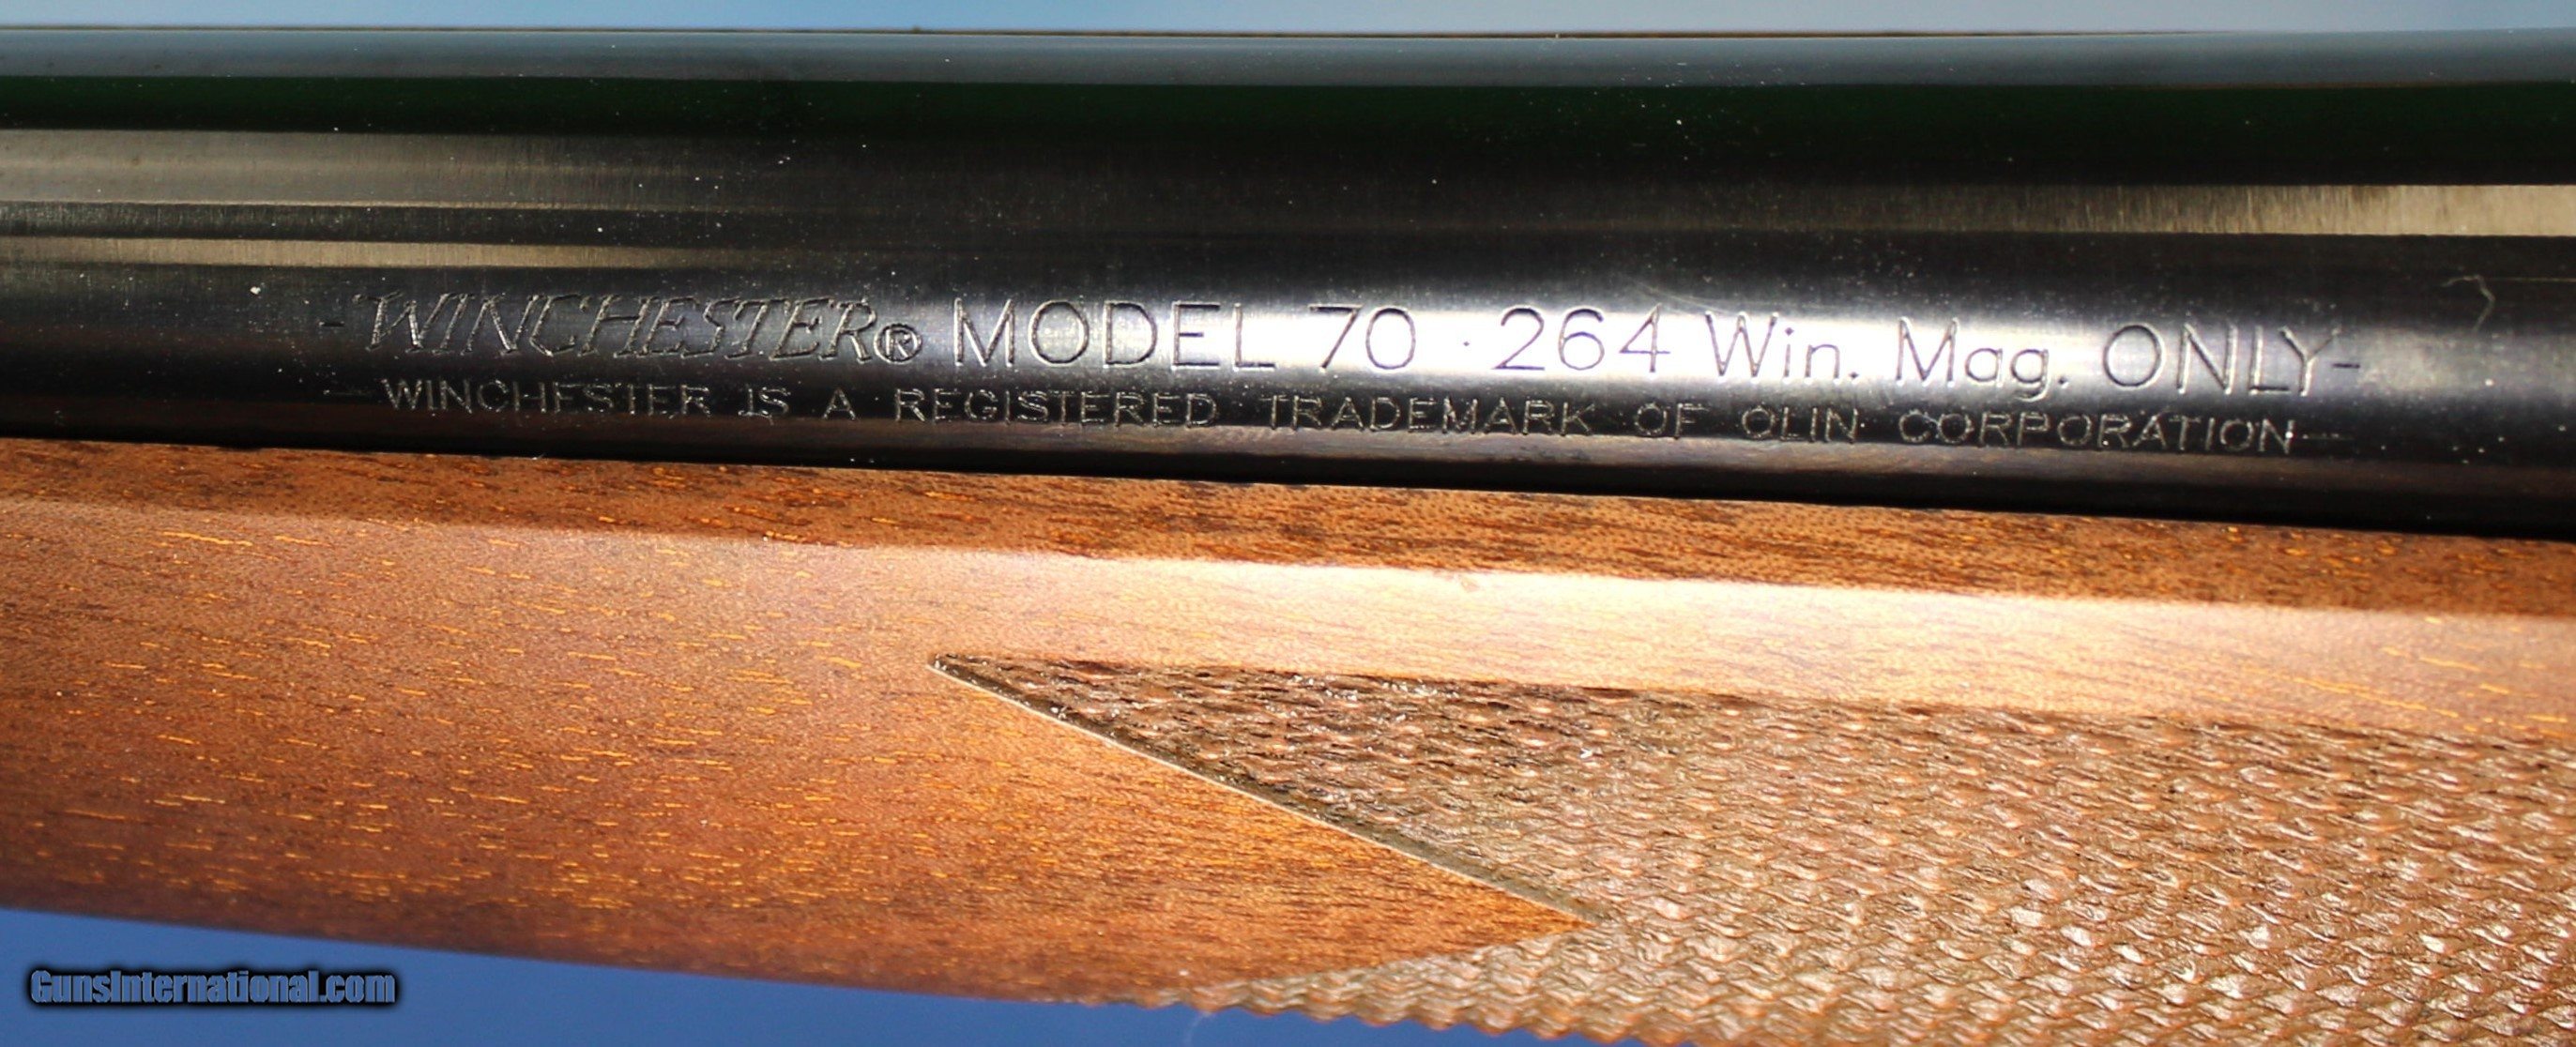 -WINCHESTER® MODEL 70 · 264 Win. Mag. ONLY-
—WINCHESTER IS A REGISTERED TRADEMARK OF OLIN CORPORATION—
GunsInternational.com